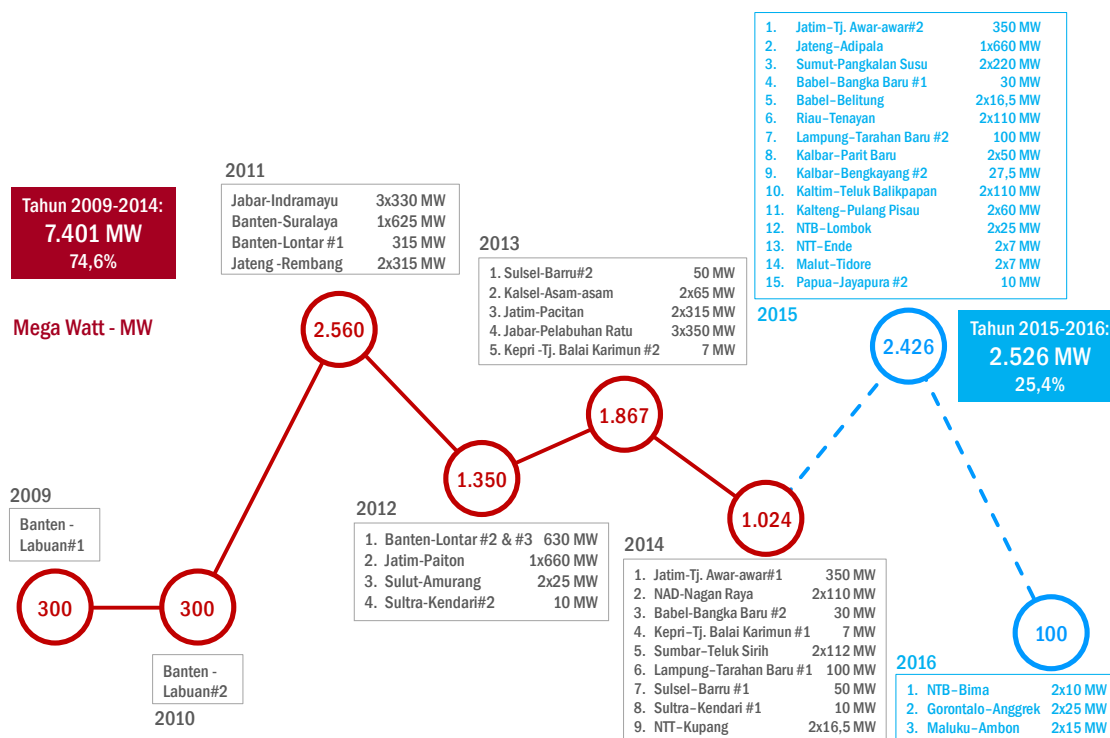 Tahun 2009-2014:
7.401 MW
74,6%
Mega Watt - MW
2009
Banten -
Labuan#1
300
300
Banten -
Labuan#2
2010
2011
Jabar-Indramayu 3x330 MW
Banten-Suralaya 1x625 MW
Banten-Lontar #1 315 MW
Jateng -Rembang 2x315 MW
2.560
1.350
2012
1. Banten-Lontar #2 & #3 630 MW
2. Jatim-Paiton 1x660 MW
3. Sulut-Amurang 2x25 MW
4. Sultra-Kendari#2 10 MW
2013
1. Sulsel-Barru#2 50 MW
2. Kalsel-Asam-asam 2x65 MW
3. Jatim-Pacitan 2x315 MW
4. Jabar-Pelabuhan Ratu 3x350 MW
5. Kepri -Tj. Balai Karimun #2 7 MW
1.867
1.024
2014
1. Jatim-Tj. Awar-awar#1 350 MW
2. NAD-Nagan Raya 2x110 MW
3. Babel-Bangka Baru #2 30 MW
4. Kepri-Tj. Balai Karimun #1 7 MW
5. Sumbar-Teluk Sirih 2x112 MW
6. Lampung-Tarahan Baru #1 100 MW
7. Sulsel-Barru #1 50 MW
8. Sultra-Kendari #1 10 MW
9. NTT-Kupang 2x16,5 MW
1. Jatim-Tj. Awar-awar#2 350 MW
2. Jateng-Adipala 1x660 MW
3. Sumut-Pangkalan Susu 2x220 MW
4. Babel-Bangka Baru #1 30 MW
5. Babel-Belitung 2x16,5 MW
6. Riau-Tenayan 2x110 MW
7. Lampung-Tarahan Baru #2 100 MW
8. Kalbar-Parit Baru 2x50 MW
9. Kalbar-Bengkayang #2 27,5 MW
10. Kaltim-Teluk Balikpapan 2x110 MW
11. Kalteng-Pulang Pisau 2x60 MW
12. NTB-Lombok 2x25 MW
13. NTT-Ende 2x7 MW
14. Malut-Tidore 2x7 MW
15. Papua-Jayapura #2 10 MW
2015
2.426
Tahun 2015-2016:
2.526 MW
25,4%
100
2016
1. NTB-Bima 2x10 MW
2. Gorontalo-Anggrek 2x25 MW
3. Maluku-Ambon 2x15 MW